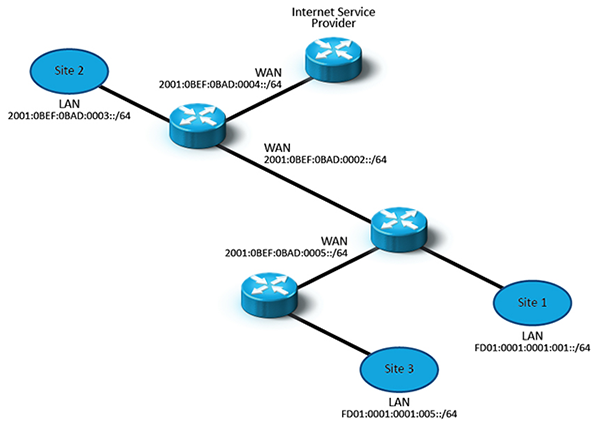 Internet Service
Provider
Site 2
WAN
2001:0BEF:0BAD:0004::/64
LAN
2001:0BEF:0BAD:0003::/64
WAN
2001:0BEF:0BAD:0002::/64
WAN
2001:0BEF:0BAD:0005::/64
Site 1
LAN
FD01:0001:0001:001::/64
Site 3
LAN
FD01:0001:0001:005::/64